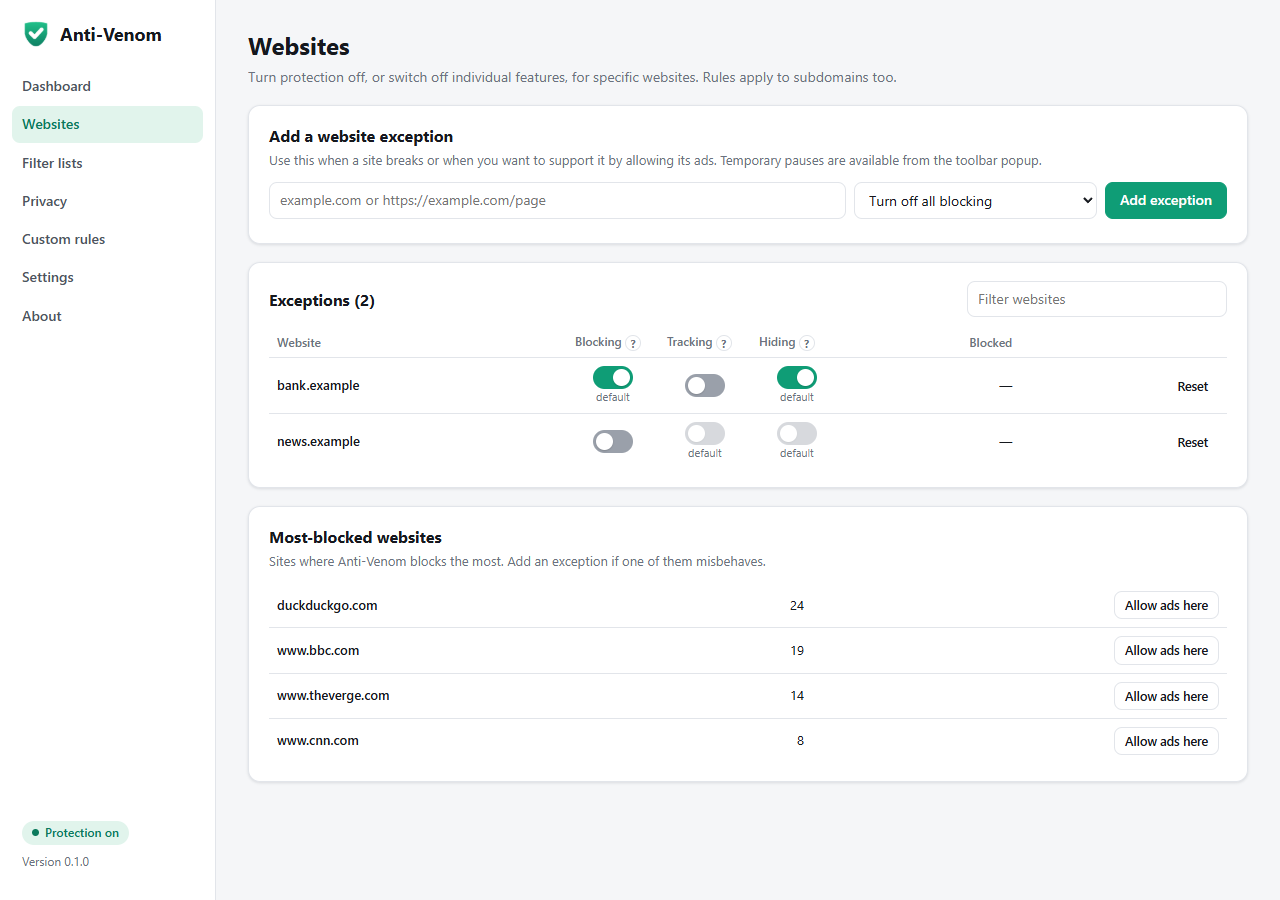 Anti-Venom
Dashboard
Websites
Filter lists
Privacy
Custom rules
Settings
About
Protection on
Version 0.1.0
Websites
Turn protection off, or switch off individual features, for specific websites. Rules apply to subdomains too.
Add a website exception
Use this when a site breaks or when you want to support it by allowing its ads. Temporary pauses are available from the toolbar popup.
example.com or https://example.com/page
Turn off all blocking
Add exception
Exceptions (2)
Filter websites
Website Blocking ? Tracking ? Hiding ? Blocked
bank.example — Reset
default default
news.example — Reset
default default
Most-blocked websites
Sites where Anti-Venom blocks the most. Add an exception if one of them misbehaves.
duckduckgo.com 24 Allow ads here
www.bbc.com 19 Allow ads here
www.theverge.com 14 Allow ads here
www.cnn.com 8 Allow ads here